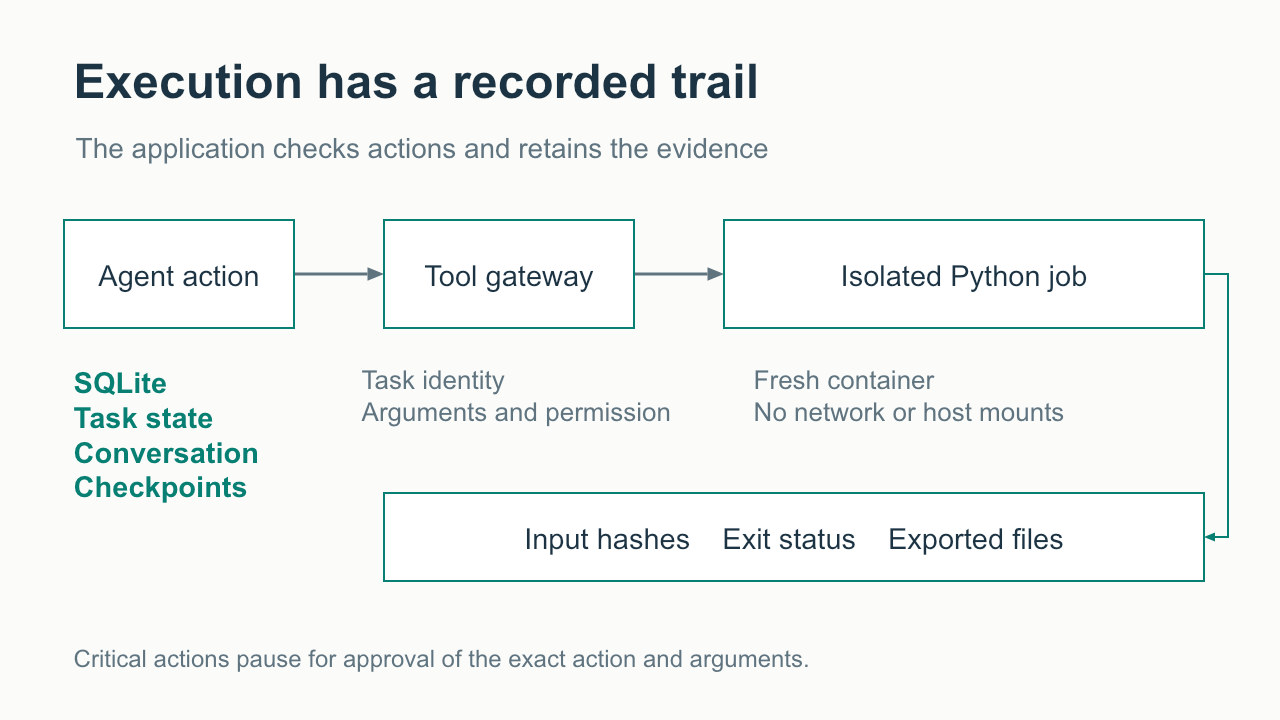 Execution has a recorded trail
The application checks actions and retains the evidence
Agent action
Tool gateway
Isolated Python job
SQLite
Task state
Conversation
Checkpoints
Task identity
Arguments and permission
Fresh container
No network or host mounts
Input hashes Exit status Exported files
Critical actions pause for approval of the exact action and arguments.